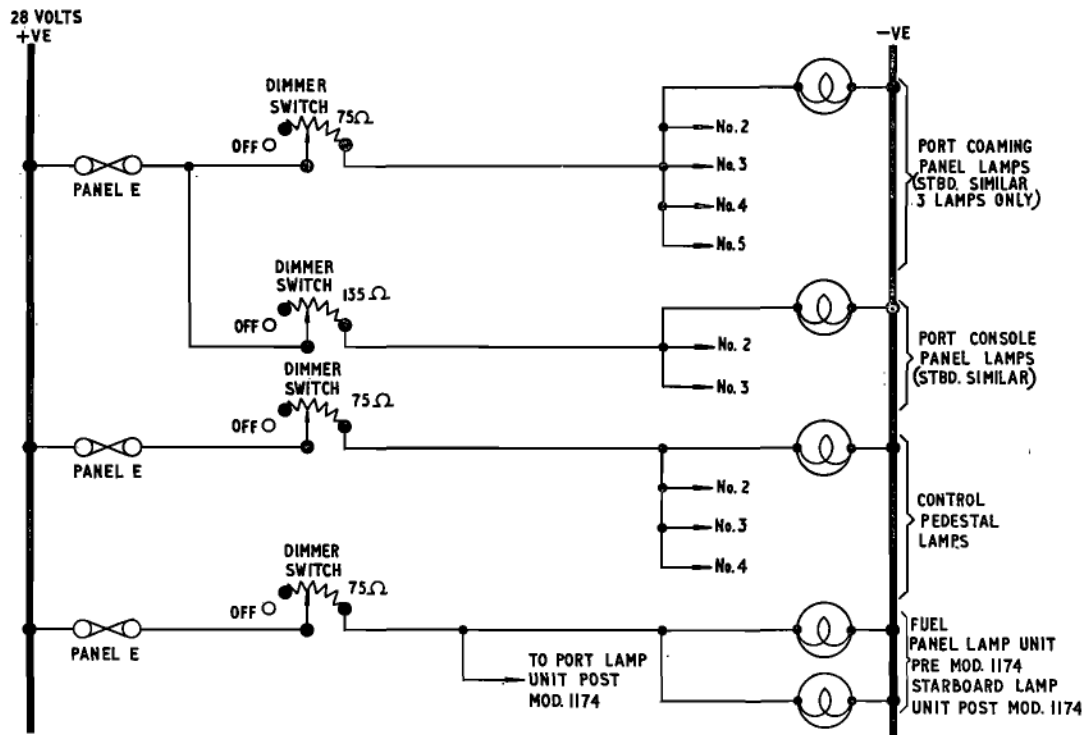 28 VOLTS
+VE
-VE
DIMMER
SWITCH
75Ω
OFF
PANEL E
No. 2
No. 3
No. 4
No. 5
PORT COAMING
PANEL LAMPS
(STBD. SIMILAR
3 LAMPS ONLY)
DIMMER
SWITCH
135Ω
OFF
No. 2
No. 3
PORT CONSOLE
PANEL LAMPS
(STBD. SIMILAR)
DIMMER
SWITCH
75Ω
OFF
PANEL E
No. 2
No. 3
No. 4
CONTROL
PEDESTAL
LAMPS
DIMMER
SWITCH
75Ω
OFF
PANEL E
TO PORT LAMP
UNIT POST
MOD. 1174
FUEL
PANEL LAMP UNIT
PRE MOD. 1174
STARBOARD LAMP
UNIT POST MOD. 1174